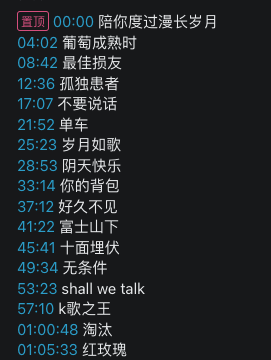 置顶 00:00 陪你度过漫长岁月
04:02 葡萄成熟时
08:42 最佳损友
12:36 孤独患者
17:07 不要说话
21:52 单车
25:23 岁月如歌
28:53 阴天快乐
33:14 你的背包
37:12 好久不见
41:22 富士山下
45:41 十面埋伏
49:34 无条件
53:23 shall we talk
57:10 k歌之王
01:00:48 淘汰
01:05:33 红玫瑰